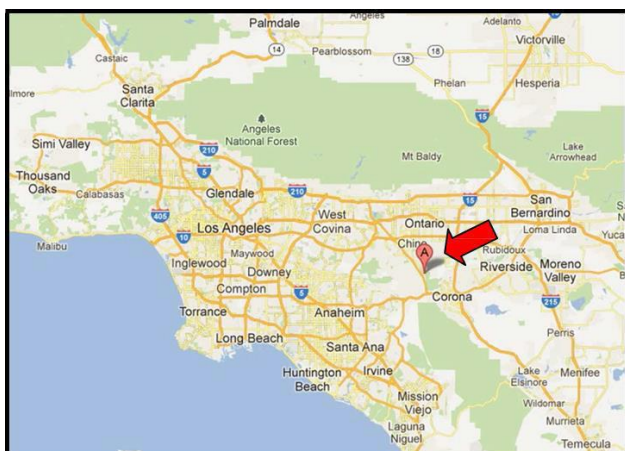 Angeles
Adelanto
Palmdale
Victorville
14
Pearblossom
18
138
Castaic
Phelan
Hesperia
Santa
Clarita
15
Angeles
National Forest
Lake
Arrowhead
Simi Valley
210
5
Mt Baldy
Thousand
Oaks
Calabasas
Glendale
210
15
San
Bernardino
405
West
Covina
Ontario
Los Angeles
10
Loma Linda
Yuca
Malibu
Maywood
Chino
Rubidoux
A
Inglewood
Downey
Riverside
Moreno
Valley
Compton
5
Corona
215
Torrance
Anaheim
Long Beach
Santa Ana
Perris
Huntington
Beach
Irvine
Lake
Elsinore
Menifee
Mission
Viejo
Wildomar
Murrieta
Laguna
Niguel
Temecula